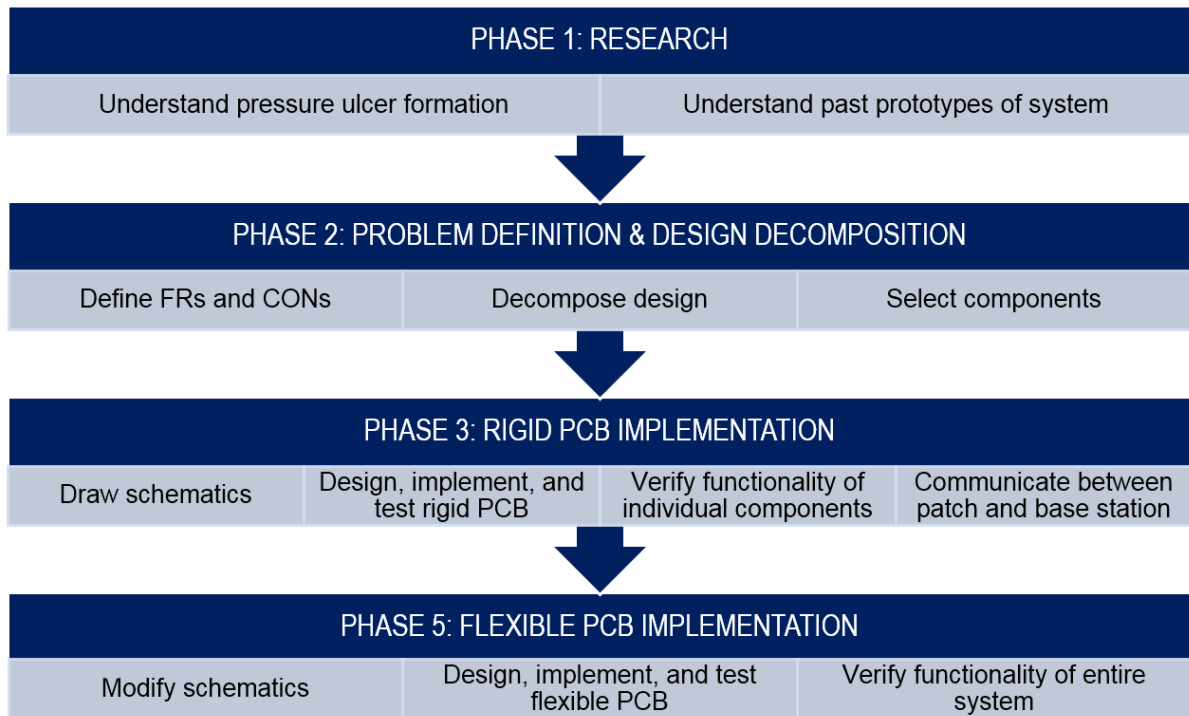 PHASE 1: RESEARCH
Understand pressure ulcer formation
Understand past prototypes of system
PHASE 2: PROBLEM DEFINITION & DESIGN DECOMPOSITION
Define FRs and CONs
Decompose design
Select components
PHASE 3: RIGID PCB IMPLEMENTATION
Draw schematics
Design, implement, and
test rigid PCB
Verify functionality of
individual components
Communicate between
patch and base station
PHASE 5: FLEXIBLE PCB IMPLEMENTATION
Modify schematics
Design, implement, and test
flexible PCB
Verify functionality of entire
system